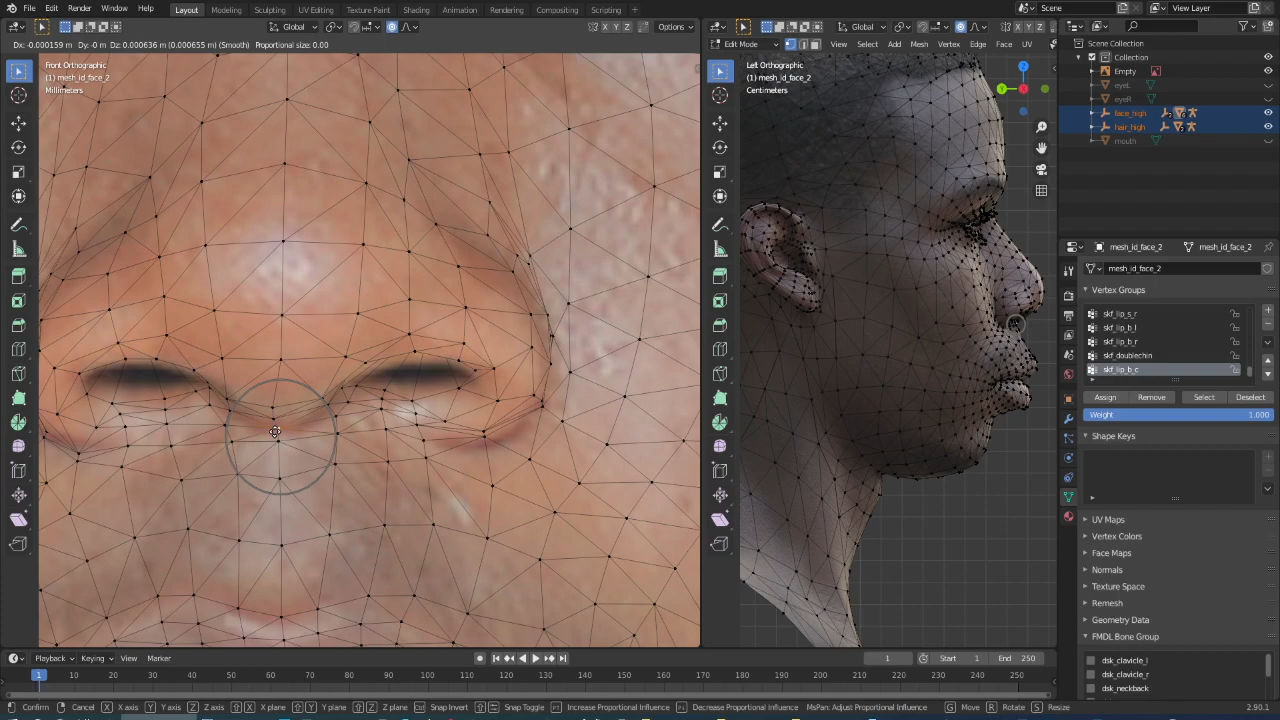 File Edit Render Window Help
Layout Modeling Sculpting UV Editing Texture Paint Shading Animation Rendering Compositing Scripting
Scene
View Layer
Global
X Y Z
Options
Global
X Y Z
Dx: -0.000159 m Dy: -0 m Dz: 0.000636 m (0.000655 m) (Smooth) Proportional size: 0.00
Edit Mode
View Select Add Mesh Vertex Edge Face UV
Front Orthographic
(1) mesh_id_face_2
Millimeters
Left Orthographic
(1) mesh_id_face_2
Centimeters
Z
Y
Scene Collection
Collection
Empty
eyeL
eyeR
face_high
hair_high
mouth
mesh_id_face_2
mesh_id_face_2
mesh_id_face_2
Vertex Groups
skf_lip_s_r
skf_lip_b_l
skf_lip_b_r
skf_doublechin
skf_lip_b_c
Assign Remove Select Deselect
Weight 1.000
Shape Keys
UV Maps
Vertex Colors
Face Maps
Normals
Texture Space
Remesh
Geometry Data
FMDL Bone Group
dsk_clavicle_l
dsk_clavicle_r
dsk_neckback
Playback Keying View Marker
1
Start 1
End 250
1 10 20 30 40 50 60 70 80 90 100 110 120 130 140 150 160 170 180 190 200 210 220 230 240 250
Confirm Cancel X X axis Y Y axis Z Z axis X X plane Y Y plane Z Z plane Snap Invert Snap Toggle Increase Proportional Influence Decrease Proportional Influence MsPan: Adjust Proportional Influence G Move R Rotate S Resize
2.90.1